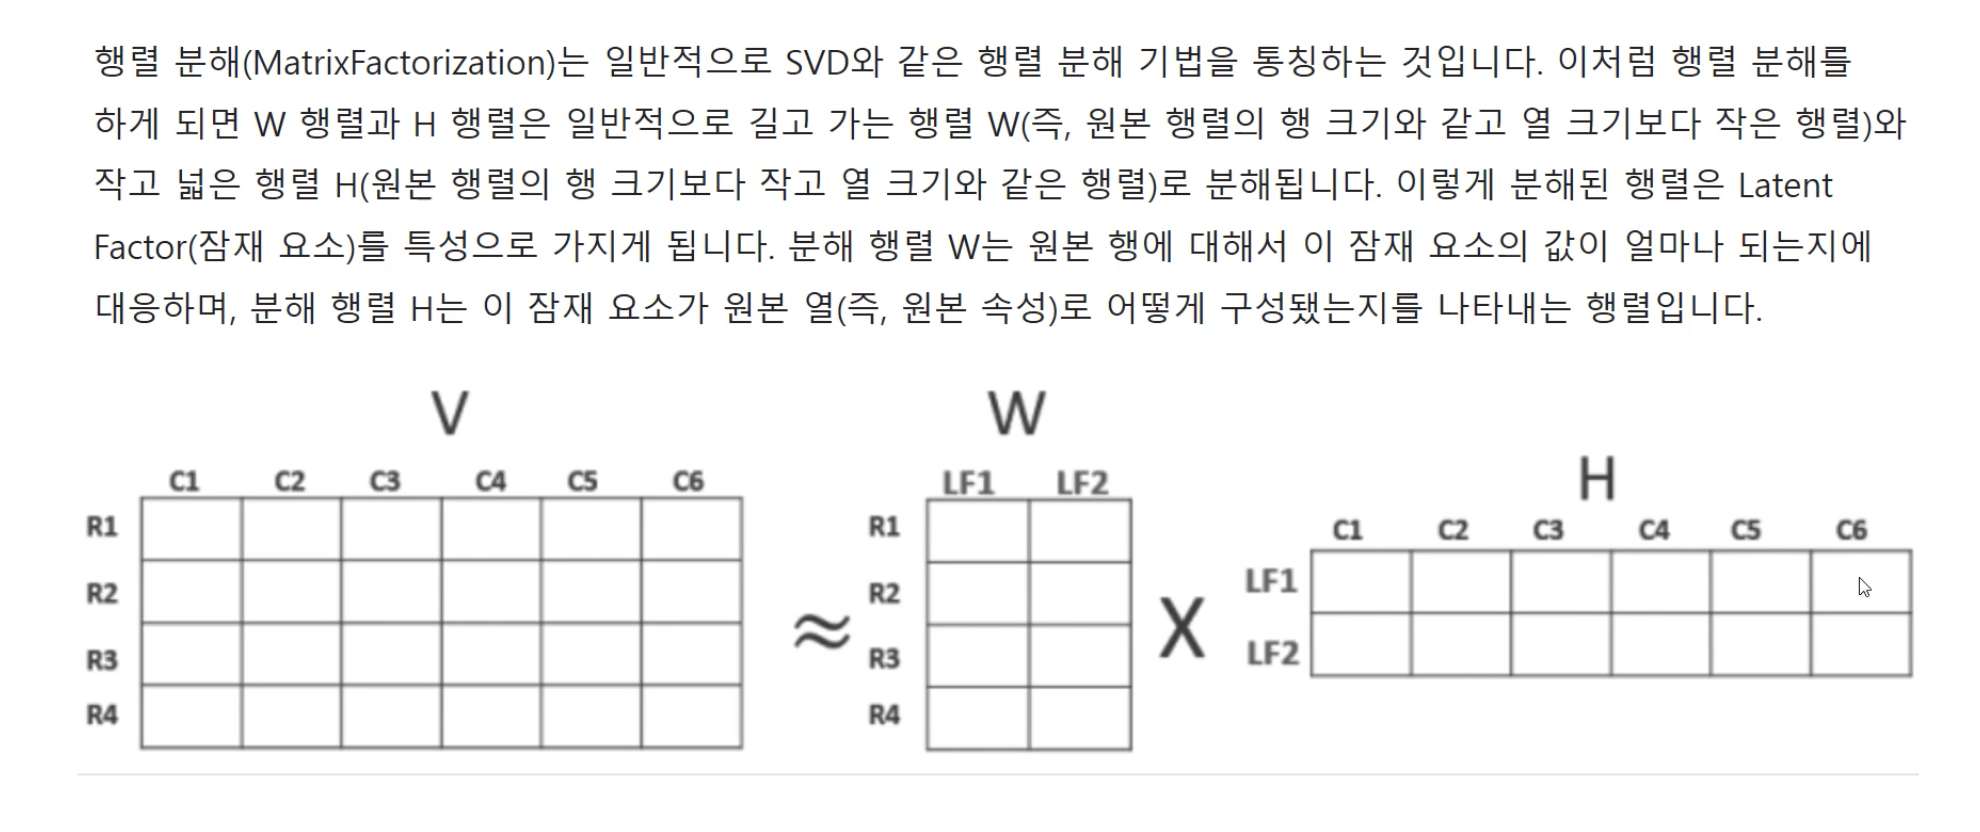 행렬 분해(MatrixFactorization)는 일반적으로 SVD와 같은 행렬 분해 기법을 통칭하는 것입니다. 이처럼 행렬 분해를
하게 되면 W 행렬과 H 행렬은 일반적으로 길고 가는 행렬 W(즉, 원본 행렬의 행 크기와 같고 열 크기보다 작은 행렬)와
작고 넓은 행렬 H(원본 행렬의 행 크기보다 작고 열 크기와 같은 행렬)로 분해됩니다. 이렇게 분해된 행렬은 Latent
Factor(잠재 요소)를 특성으로 가지게 됩니다. 분해 행렬 W는 원본 행에 대해서 이 잠재 요소의 값이 얼마나 되는지에
대응하며, 분해 행렬 H는 이 잠재 요소가 원본 열(즉, 원본 속성)로 어떻게 구성됐는지를 나타내는 행렬입니다.
V
C1 C2 C3 C4 C5 C6
R1
R2
R3
R4
≈
W
LF1 LF2
R1
R2
R3
R4
X
H
C1 C2 C3 C4 C5 C6
LF1
LF2